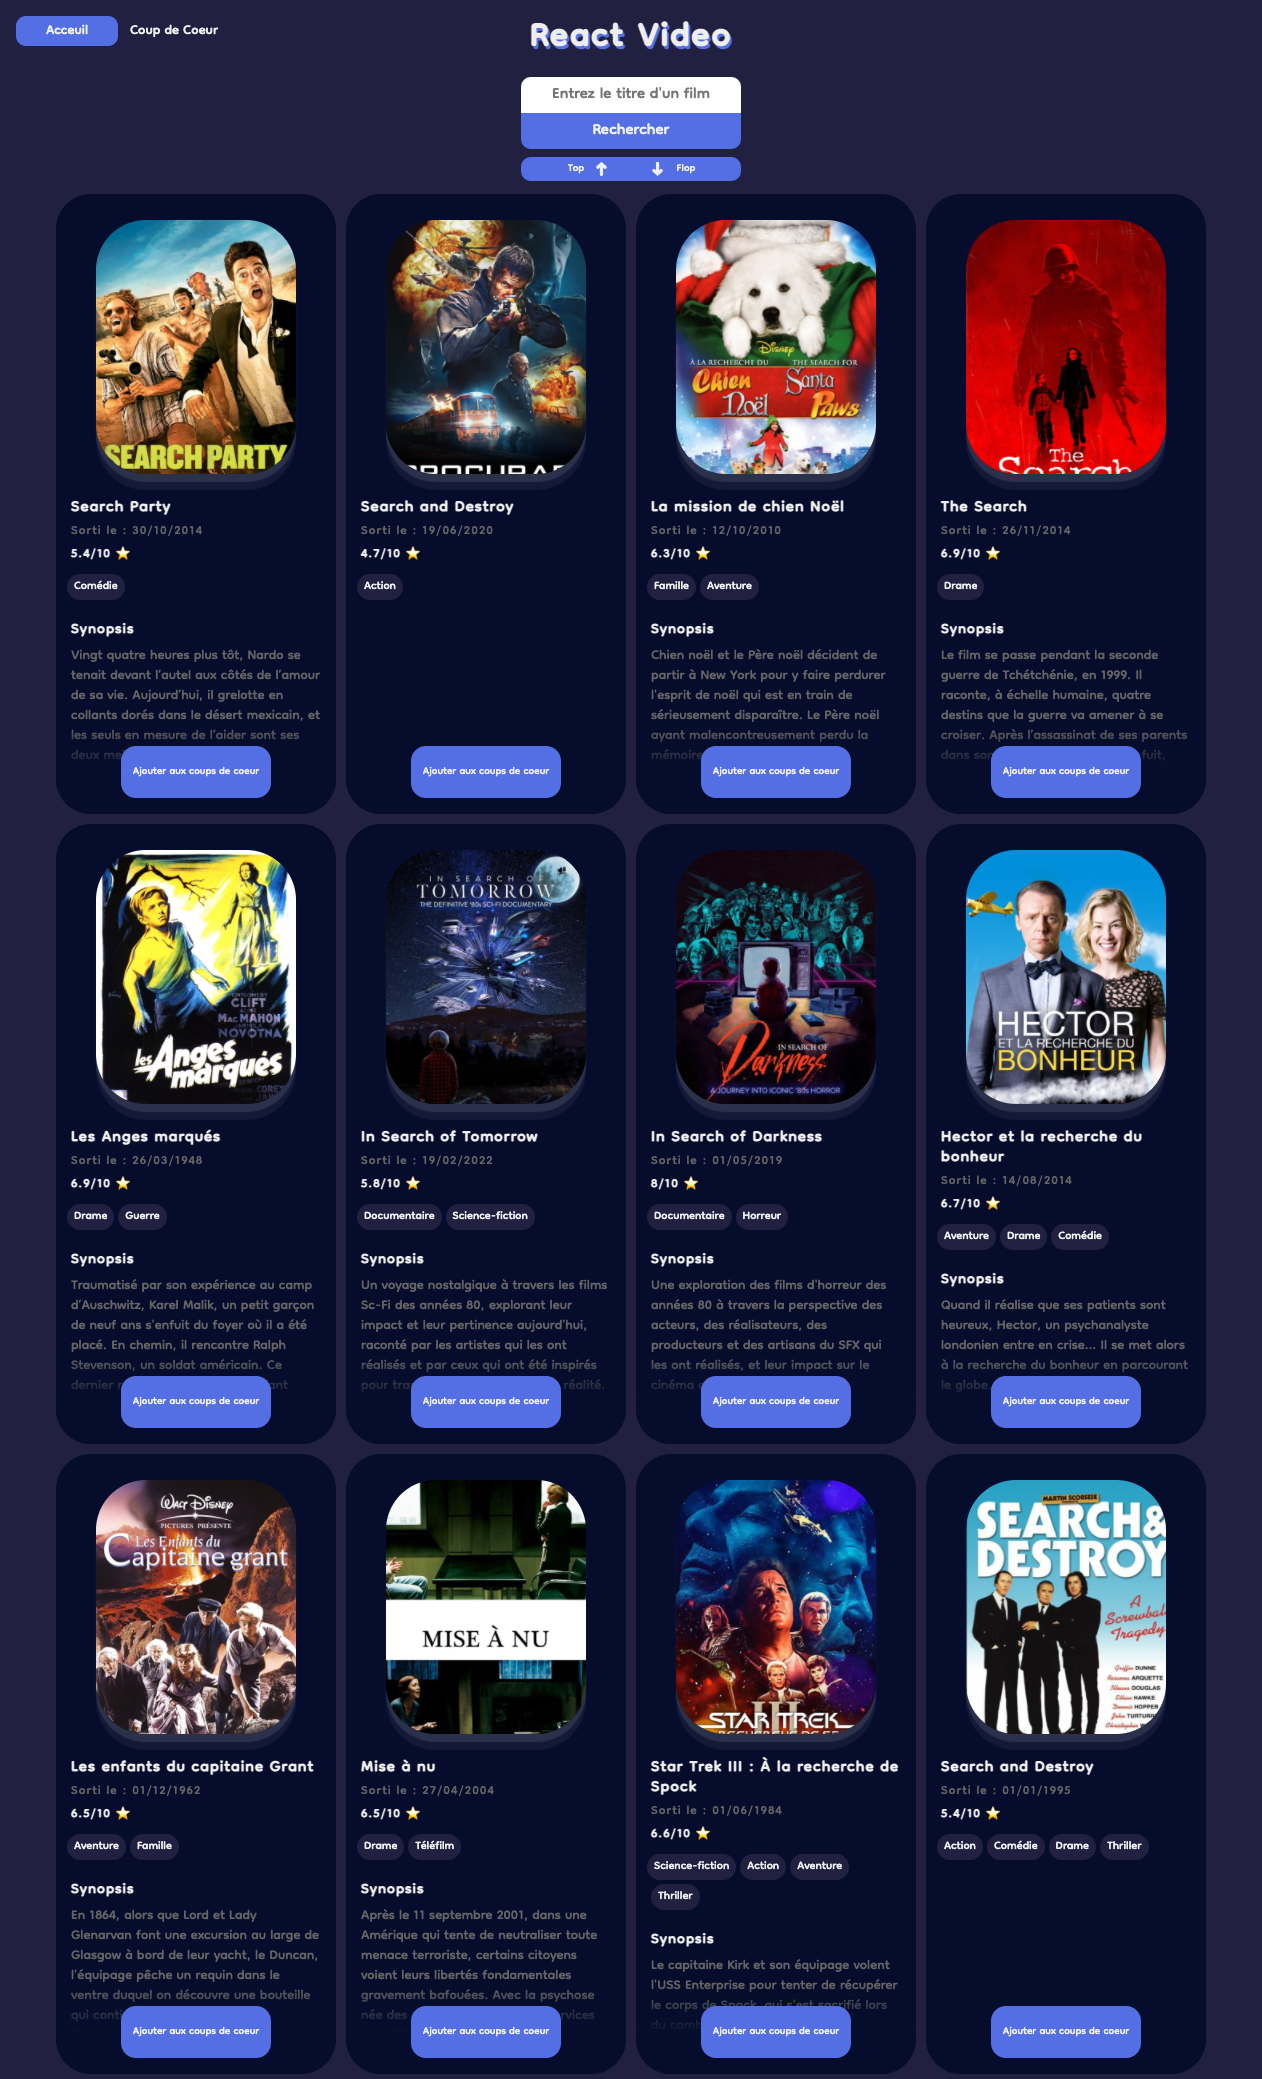 Acceuil
Coup de Coeur
React Video
Entrez le titre d'un film
Rechercher
Top
Flop
SEARCH PARTY
Search Party
Sorti le : 30/10/2014
5.4/10
Comédie
Synopsis
Vingt quatre heures plus tôt, Nardo se
tenait devant l'autel aux côtés de l'amour
de sa vie. Aujourd'hui, il grelotte en
collants dorés dans le désert mexicain, et
les seuls en mesure de l'aider sont ses
deux
Ajouter aux coups de coeur
Search and Destroy
Sorti le : 19/06/2020
4.7/10
Action
Ajouter aux coups de coeur
Disney
À LA RECHERCHE DU
THE SEARCH FOR
Chien
Noël
Santa
Paws
La mission de chien Noël
Sorti le : 12/10/2010
6.3/10
Famille
Aventure
Synopsis
Chien noël et le Père noël décident de
partir à New York pour y faire perdurer
l'esprit de noël qui est en train de
sérieusement disparaître. Le Père noël
ayant malencontreusement perdu la
mémoire
Ajouter aux coups de coeur
The
Search
The Search
Sorti le : 26/11/2014
6.9/10
Drame
Synopsis
Le film se passe pendant la seconde
guerre de Tchétchénie, en 1999. Il
raconte, à échelle humaine, quatre
destins que la guerre va amener à se
croiser. Après l'assassinat de ses parents
dans fuit,
Ajouter aux coups de coeur
MONTGOMERY
CLIFT
ALINE
MAC MAHON
JARMILA
NOVOTNA
les Anges
marqués
Les Anges marqués
Sorti le : 26/03/1948
6.9/10
Drame
Guerre
Synopsis
Traumatisé par son expérience au camp
d'Auschwitz, Karel Malik, un petit garçon
de neuf ans s'enfuit du foyer où il a été
placé. En chemin, il rencontre Ralph
Stevenson, un soldat américain. Ce
dernier
Ajouter aux coups de coeur
IN SEARCH OF
TOMORROW
THE DEFINITIVE '80s SCI-FI DOCUMENTARY
In Search of Tomorrow
Sorti le : 19/02/2022
5.8/10
Documentaire
Science-fiction
Synopsis
Un voyage nostalgique à travers les films
Sc-Fi des années 80, explorant leur
impact et leur pertinence aujourd'hui,
raconté par les artistes qui les ont
réalisés et par ceux qui ont été inspirés
pour réalité.
Ajouter aux coups de coeur
IN SEARCH OF
Darkness
A JOURNEY INTO ICONIC '80s HORROR
In Search of Darkness
Sorti le : 01/05/2019
8/10
Documentaire
Horreur
Synopsis
Une exploration des films d'horreur des
années 80 à travers la perspective des
acteurs, des réalisateurs, des
producteurs et des artisans du SFX qui
les ont réalisés, et leur impact sur le
cinéma
Ajouter aux coups de coeur
HECTOR
ET LA RECHERCHE DU
BONHEUR
Hector et la recherche du
bonheur
Sorti le : 14/08/2014
6.7/10
Aventure
Drame
Comédie
Synopsis
Quand il réalise que ses patients sont
heureux, Hector, un psychanalyste
londonien entre en crise... Il se met alors
à la recherche du bonheur en parcourant
le globe.
Ajouter aux coups de coeur
WALT DISNEY
PICTURES PRÉSENTE
Les Enfants du
Capitaine grant
Les enfants du capitaine Grant
Sorti le : 01/12/1962
6.5/10
Aventure
Famille
Synopsis
En 1864, alors que Lord et Lady
Glenarvan font une excursion au large de
Glasgow à bord de leur yacht, le Duncan,
l'équipage pêche un requin dans le
ventre duquel on découvre une bouteille
qui
Ajouter aux coups de coeur
MISE À NU
Mise à nu
Sorti le : 27/04/2004
6.5/10
Drame
Téléfilm
Synopsis
Après le 11 septembre 2001, dans une
Amérique qui tente de neutraliser toute
menace terroriste, certains citoyens
voient leurs libertés fondamentales
gravement bafouées. Avec la psychose
née des
Ajouter aux coups de coeur
STAR TREK
III
Star Trek III : À la recherche de
Spock
Sorti le : 01/06/1984
6.6/10
Science-fiction
Action
Aventure
Thriller
Synopsis
Le capitaine Kirk et son équipage volent
l'USS Enterprise pour tenter de récupérer
le corps de Spock, qui s'est sacrifié lors
du
Ajouter aux coups de coeur
MARTIN SCORSESE
SEARCH &
DESTROY
A
Screwball
Tragedy
Griffin DUNNE
Rosanna ARQUETTE
Illeana DOUGLAS
Ethan HAWKE
Dennis HOPPER
John TURTURRO
Search and Destroy
Sorti le : 01/01/1995
5.4/10
Action
Comédie
Drame
Thriller
Ajouter aux coups de coeur